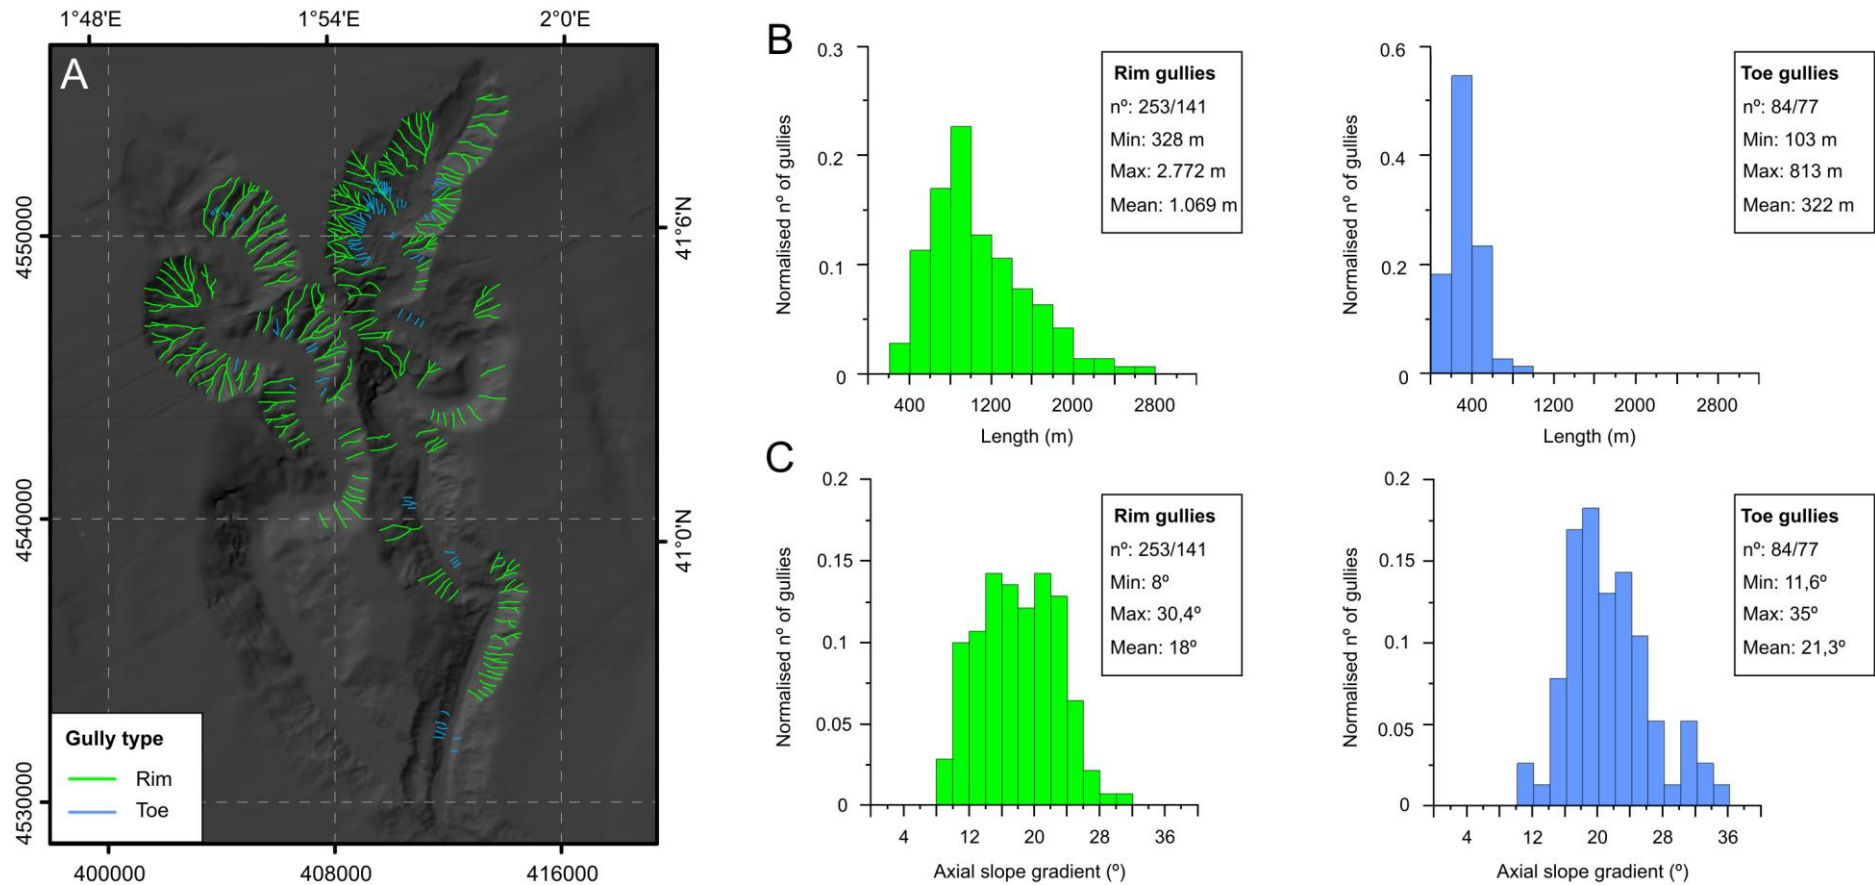 1°48'E 1°54'E 2°0'E
A
4550000
4540000
4530000
41°6'N
41°0'N
400000 408000 416000
Gully type
Rim
Toe
B
Normalised nº of gullies
0.3
0.2
0.1
0
400 1200 2000 2800
Length (m)
Rim gullies
nº: 253/141
Min: 328 m
Max: 2.772 m
Mean: 1.069 m
Normalised nº of gullies
0.6
0.4
0.2
0
400 1200 2000 2800
Length (m)
Toe gullies
nº: 84/77
Min: 103 m
Max: 813 m
Mean: 322 m
C
Normalised nº of gullies
0.2
0.15
0.1
0.05
0
4 12 20 28 36
Axial slope gradient (º)
Rim gullies
nº: 253/141
Min: 8º
Max: 30,4º
Mean: 18º
Normalised nº of gullies
0.2
0.15
0.1
0.05
0
4 12 20 28 36
Axial slope gradient (º)
Toe gullies
nº: 84/77
Min: 11,6º
Max: 35º
Mean: 21,3º